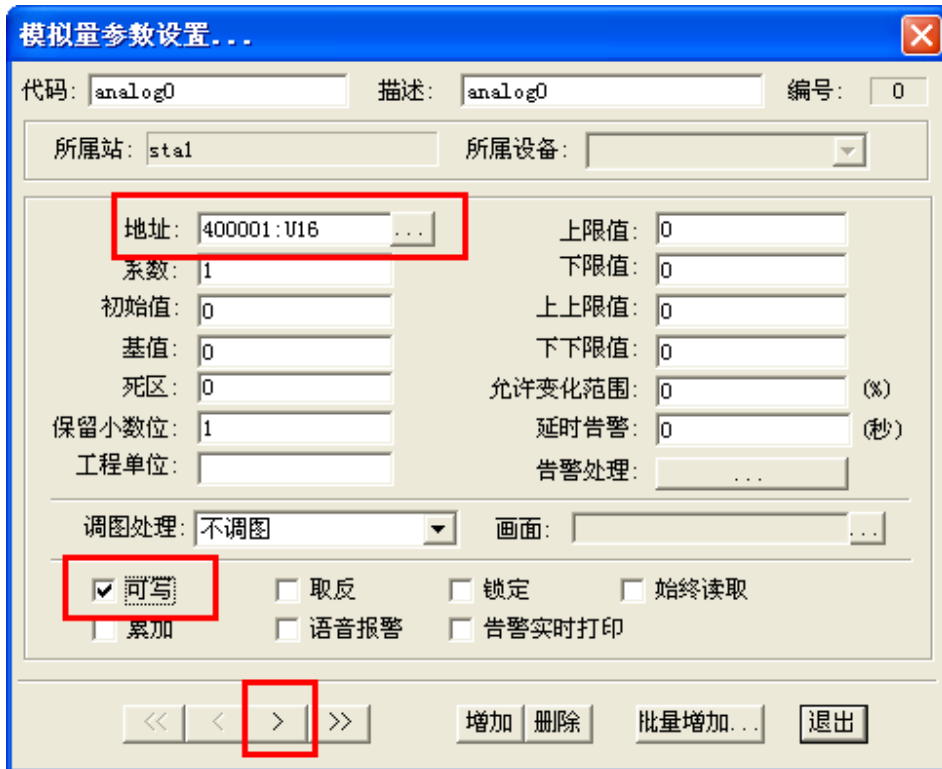 模拟量参数设置...
代码: analog0 描述: analog0 编号: 0
所属站: sta1 所属设备:
地址: 400001:U16 ... 上限值: 0
系数: 1 下限值: 0
初始值: 0 上上限值: 0
基值: 0 下下限值: 0
死区: 0 允许变化范围: 0 (%)
保留小数位: 1 延时告警: 0 (秒)
工程单位: 告警处理: ...
调图处理: 不调图 画面: ...
可写 取反 锁定 始终读取
累加 语音报警 告警实时打印
<< < > >> 增加 删除 批量增加... 退出